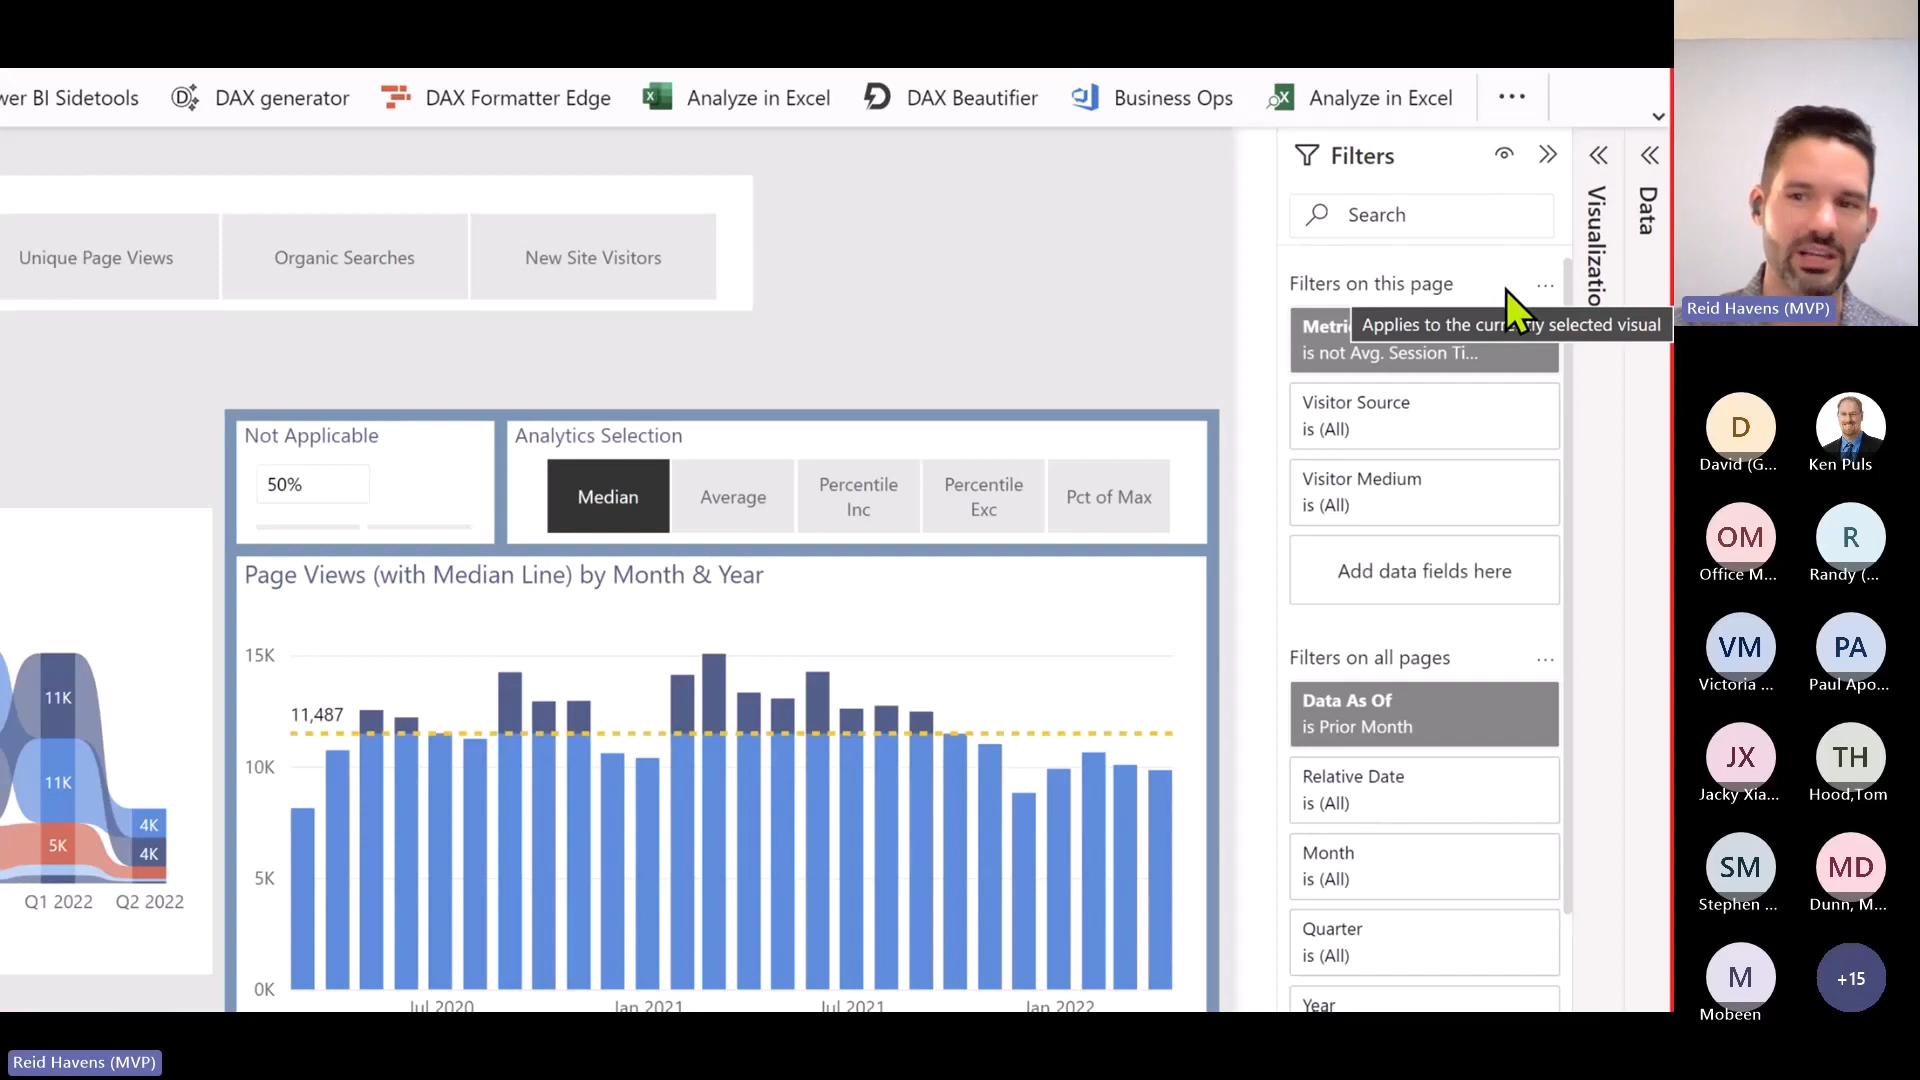 wer BI Sidetools
DAX generator
DAX Formatter Edge
Analyze in Excel
DAX Beautifier
Business Ops
Analyze in Excel
Unique Page Views
Organic Searches
New Site Visitors
Filters
Search
Filters on this page
Applies to the currently selected visual
Metri
is not Avg. Session Ti...
Visitor Source
is (All)
Visitor Medium
is (All)
Add data fields here
Filters on all pages
Data As Of
is Prior Month
Relative Date
is (All)
Month
is (All)
Quarter
is (All)
Year
Visualizatio
Data
Not Applicable
50%
Analytics Selection
Median
Average
Percentile
Inc
Percentile
Exc
Pct of Max
Page Views (with Median Line) by Month & Year
15K
11,487
10K
5K
0K
Jul 2020
Jan 2021
Jul 2021
Jan 2022
11K
11K
5K
4K
4K
Q1 2022
Q2 2022
Reid Havens (MVP)
D
David (G...
Ken Puls
OM
Office M...
R
Randy (...
VM
Victoria ...
PA
Paul Apo...
JX
Jacky Xia...
TH
Hood,Tom
SM
Stephen ...
MD
Dunn, M...
M
Mobeen
+15
Reid Havens (MVP)